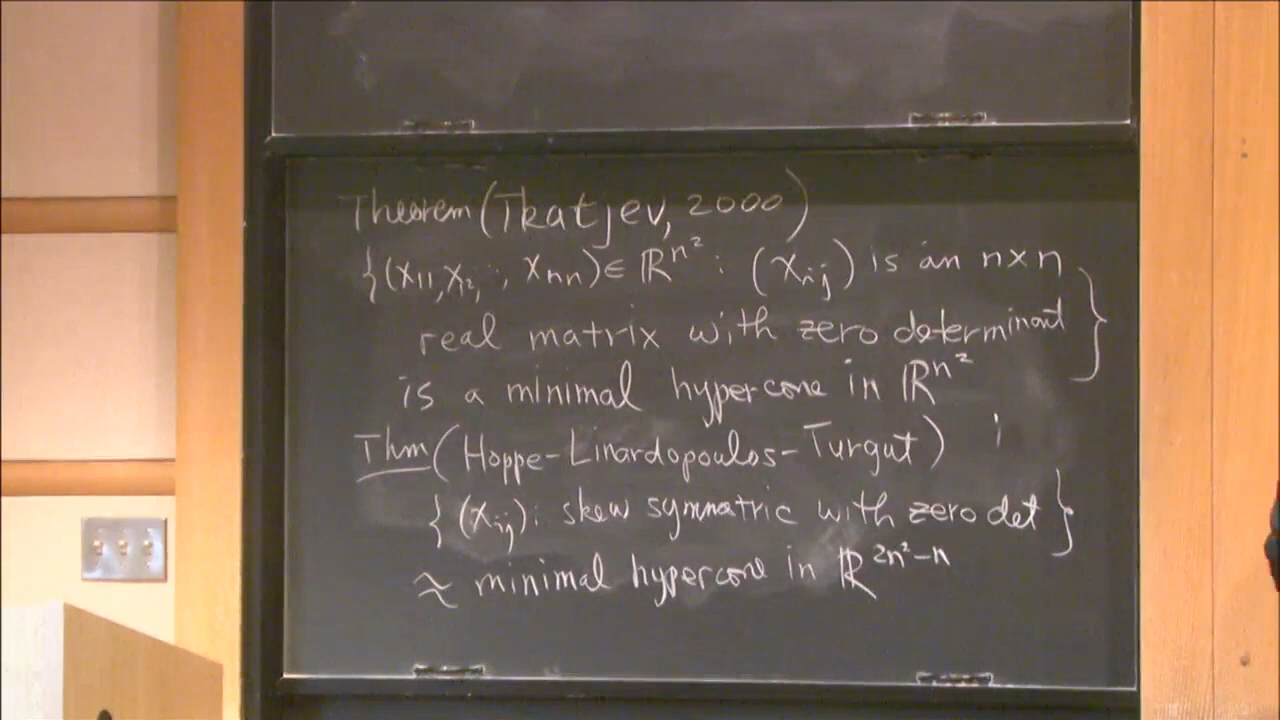 Theorem (Tkatjev, 2000)
{(x11, x12, ..., xnn) ∈ ℝ^n² : (xij) is an n×n
real matrix with zero determinant}
is a minimal hypercone in ℝ^n²
Thm (Hoppe-Linardopoulos-Turgut)
{(xij): skew symmatric with zero det}
≈ minimal hypercone in ℝ^2n²-n